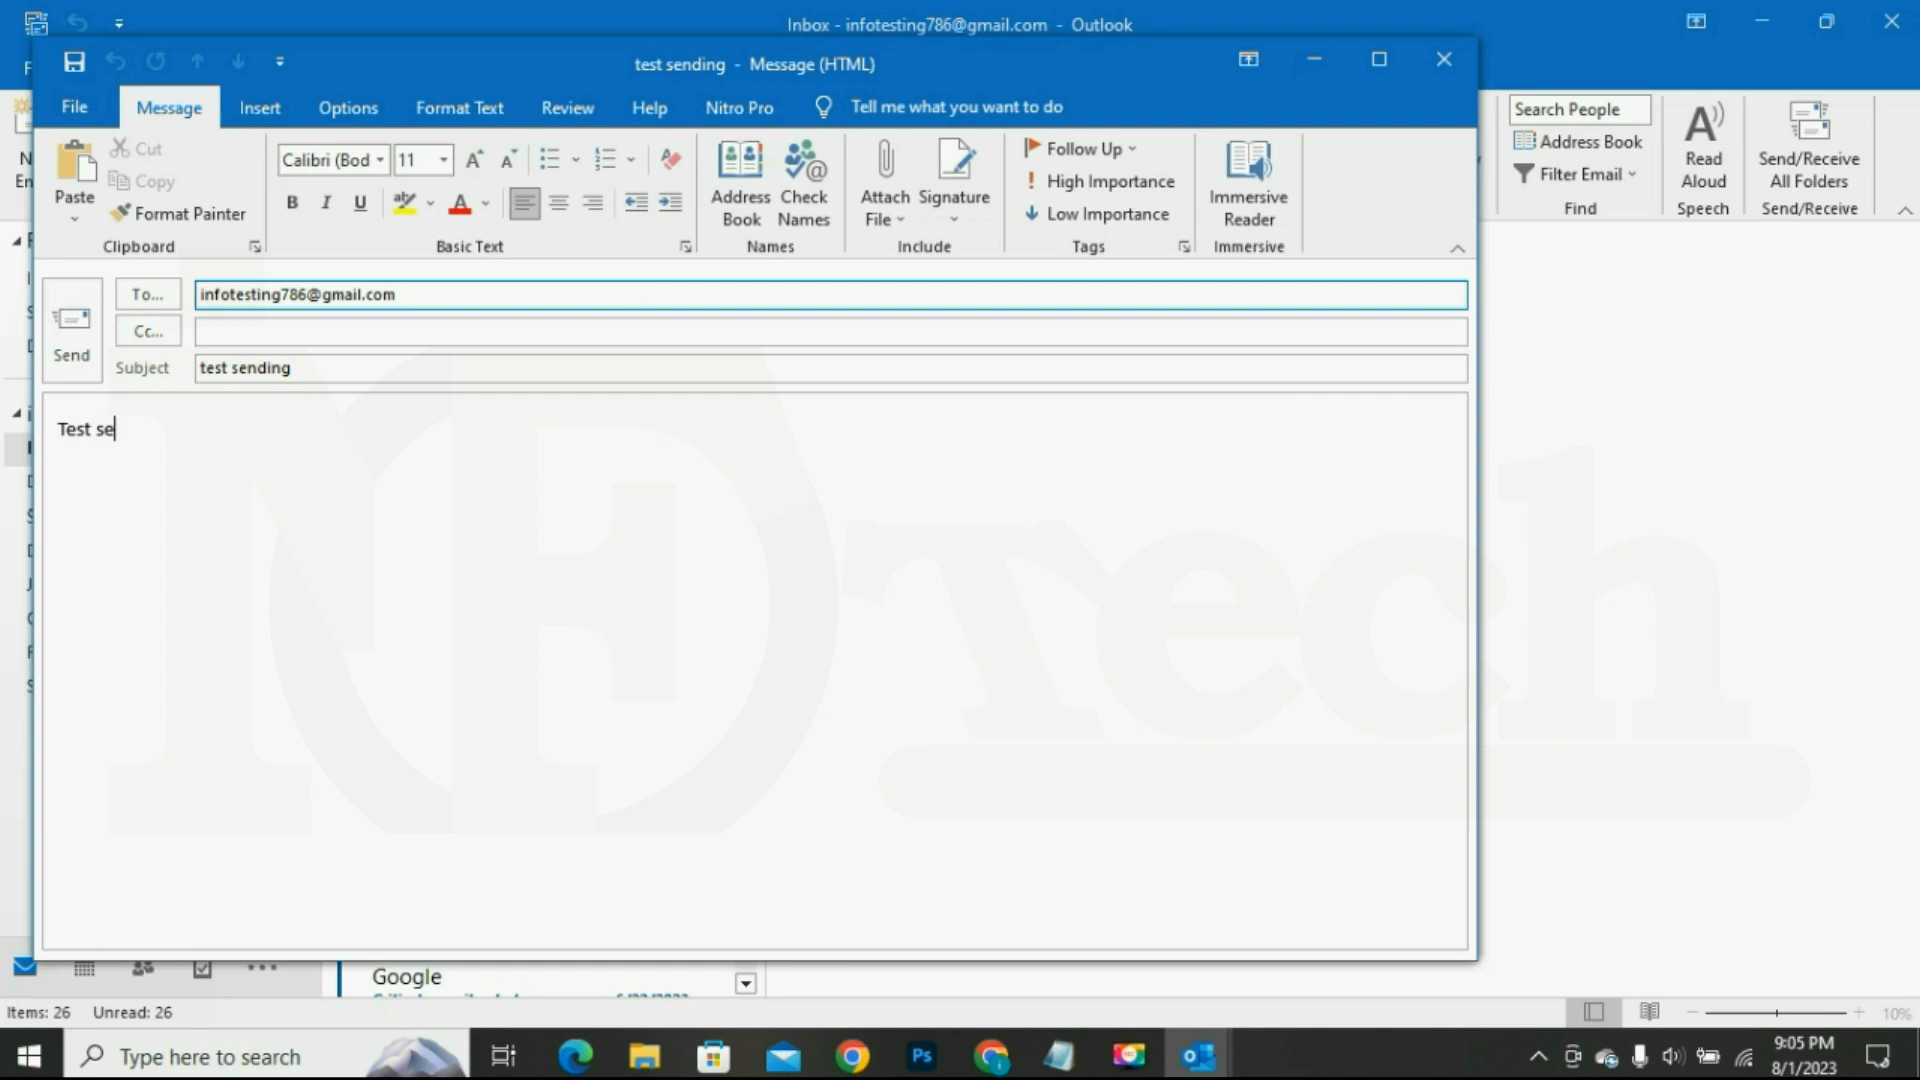 Inbox - infotesting786@gmail.com - Outlook
test sending - Message (HTML)
File Message Insert Options Format Text Review Help Nitro Pro Tell me what you want to do
Paste
Cut
Copy
Format Painter
Clipboard
Calibri (Bod 11
B I U
Basic Text
Address Book
Check Names
Names
Attach File
Signature
Include
Follow Up
High Importance
Low Importance
Tags
Immersive Reader
Immersive
Search People
Address Book
Filter Email
Find
Read Aloud
Speech
Send/Receive All Folders
Send/Receive
Send
To... infotesting786@gmail.com
Cc...
Subject test sending
Test se
NF Tech
Google
Items: 26 Unread: 26
10%
Type here to search
Ps
9:05 PM
8/1/2023